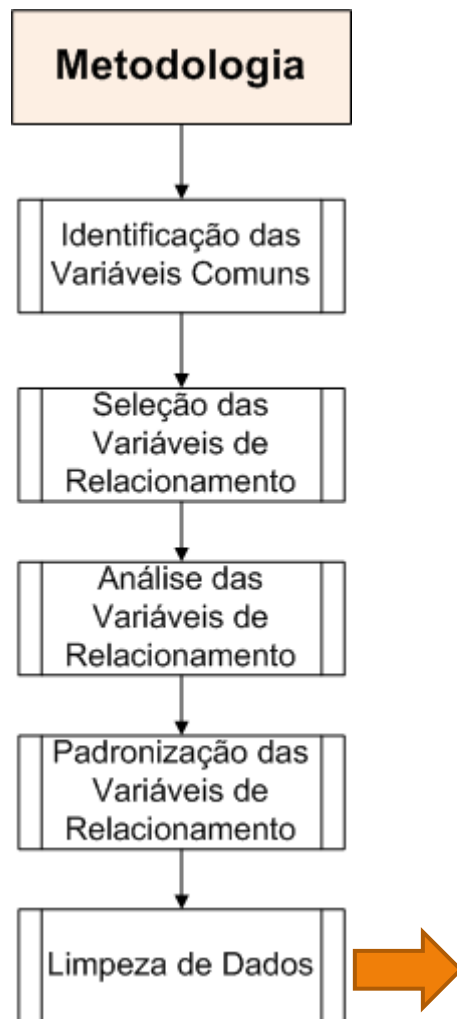 Metodologia
Identificação das
Variáveis Comuns
Seleção das
Variáveis de
Relacionamento
Análise das
Variáveis de
Relacionamento
Padronização das
Variáveis de
Relacionamento
Limpeza de Dados